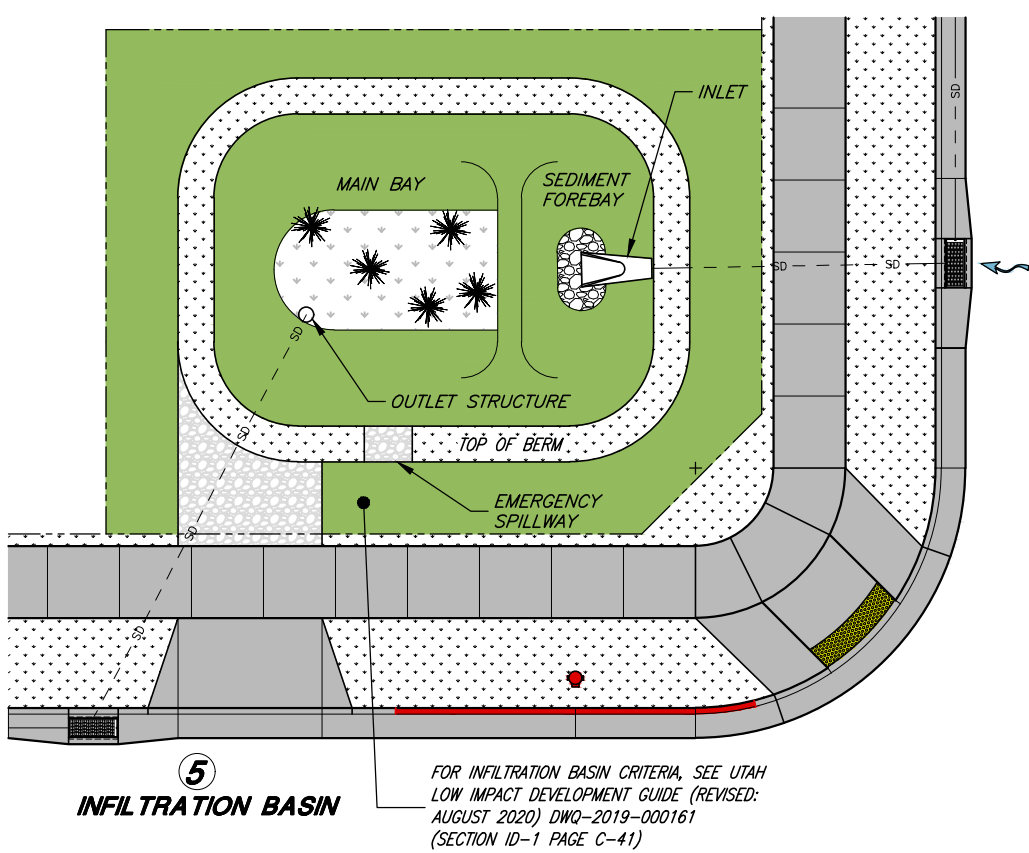 INLET
SD
MAIN BAY
SEDIMENT
FOREBAY
SD
SD
SD
OUTLET STRUCTURE
SD
TOP OF BERM
EMERGENCY
SPILLWAY
SD
SD
5
INFILTRATION BASIN
FOR INFILTRATION BASIN CRITERIA, SEE UTAH
LOW IMPACT DEVELOPMENT GUIDE (REVISED:
AUGUST 2020) DWQ-2019-000161
(SECTION ID-1 PAGE C-41)